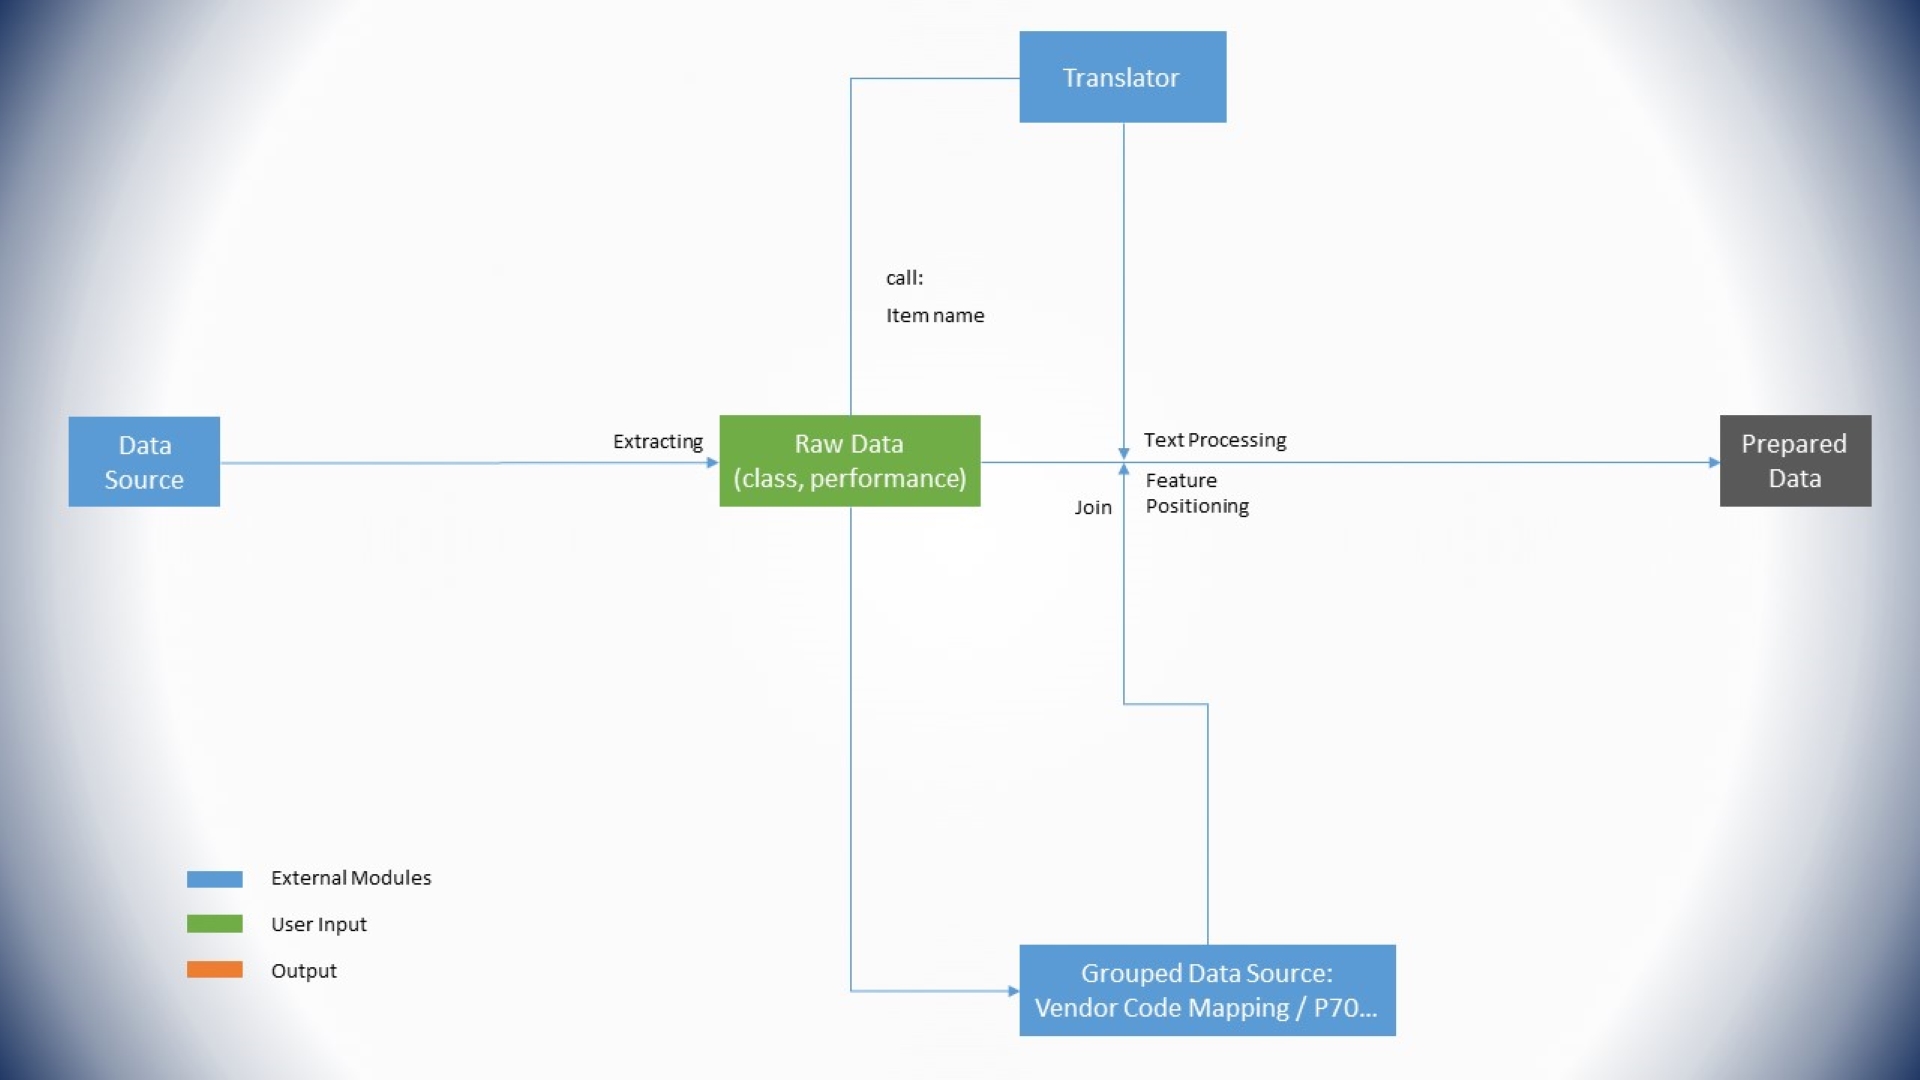 Translator
call:
Item name
Data
Source
Extracting
Raw Data
(class, performance)
Text Processing
Feature
Positioning
Join
Prepared
Data
External Modules
User Input
Output
Grouped Data Source:
Vendor Code Mapping / P70...